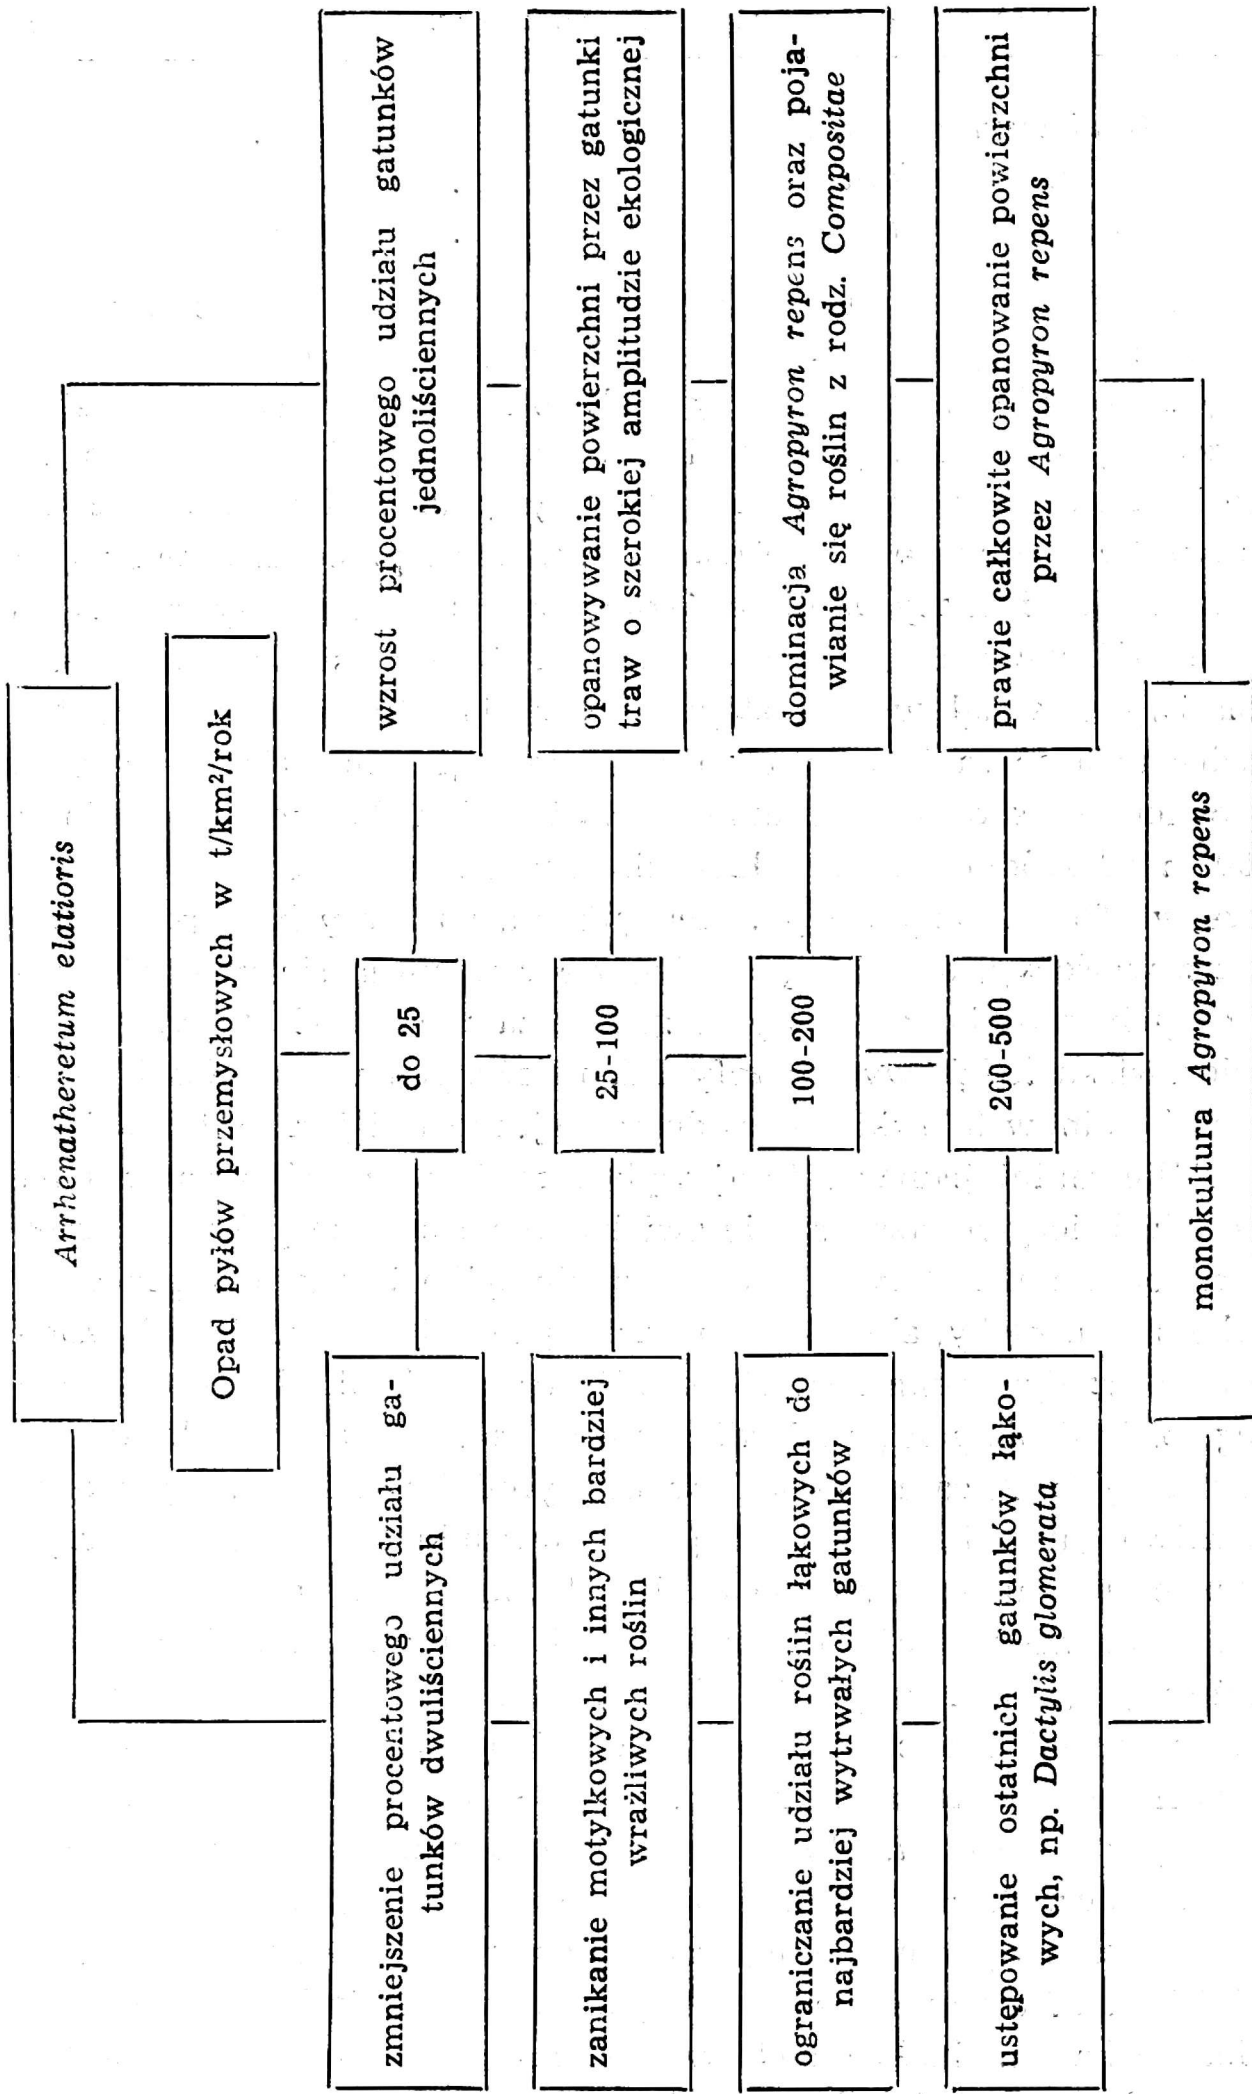 Arrhenatheretum elatioris
Opad pyłów przemysłowych w t/km²/rok
zmniejszenie procentowego udziału ga-
tunków dwuliściennych
do 25
wzrost procentowego udziału gatunków
jednoliściennych
zanikanie motylkowych i innych bardziej
wrażliwych roślin
25-100
opanowywanie powierzchni przez gatunki
traw o szerokiej amplitudzie ekologicznej
ograniczanie udziału roślin łąkowych do
najbardziej wytrwałych gatunków
100-200
dominacja Agropyron repens oraz poja-
wianie się roślin z rodz. Compositae
ustępowanie ostatnich gatunków łąko-
wych, np. Dactylis glomerata
200-500
prawie całkowite opanowanie powierzchni
przez Agropyron repens
monokultura Agropyron repens